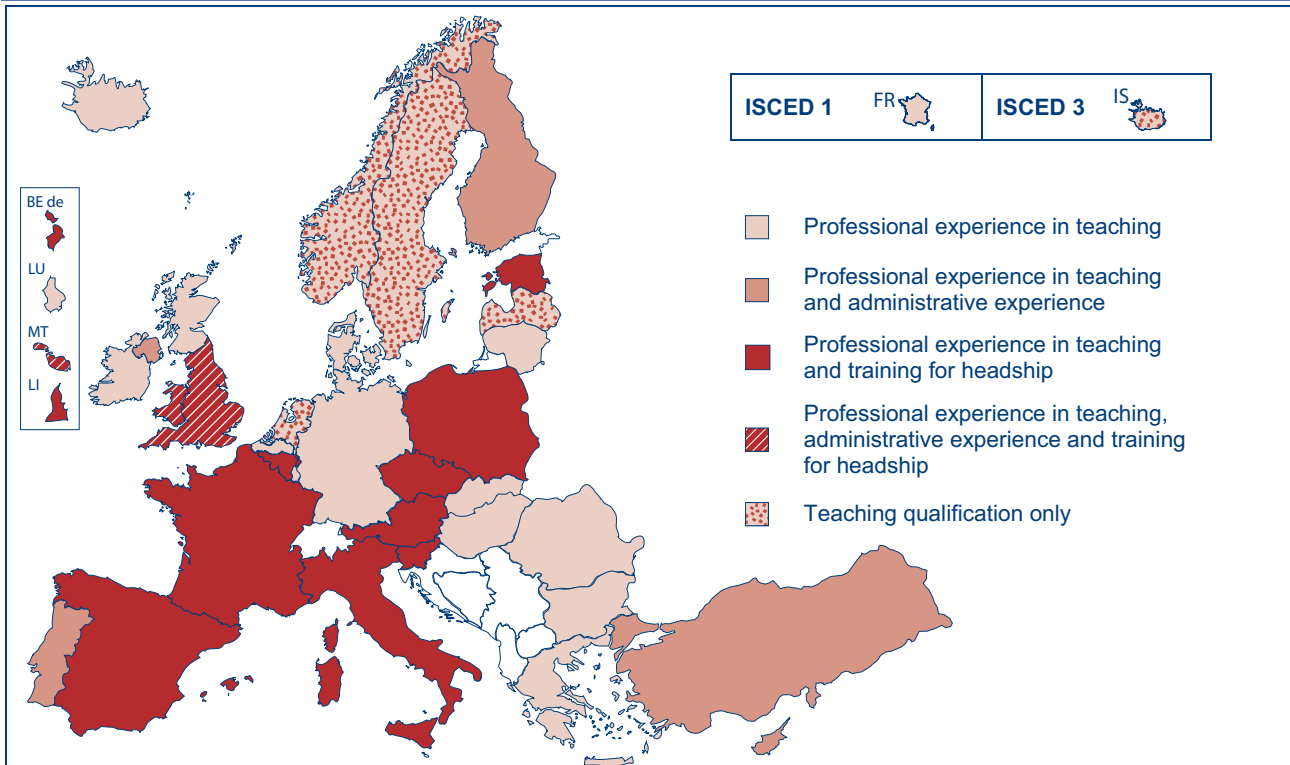 ISCED 1
FR
ISCED 3
IS
BE de
LU
MT
LI
Professional experience in teaching
Professional experience in teaching
and administrative experience
Professional experience in teaching
and training for headship
Professional experience in teaching,
administrative experience and training
for headship
Teaching qualification only